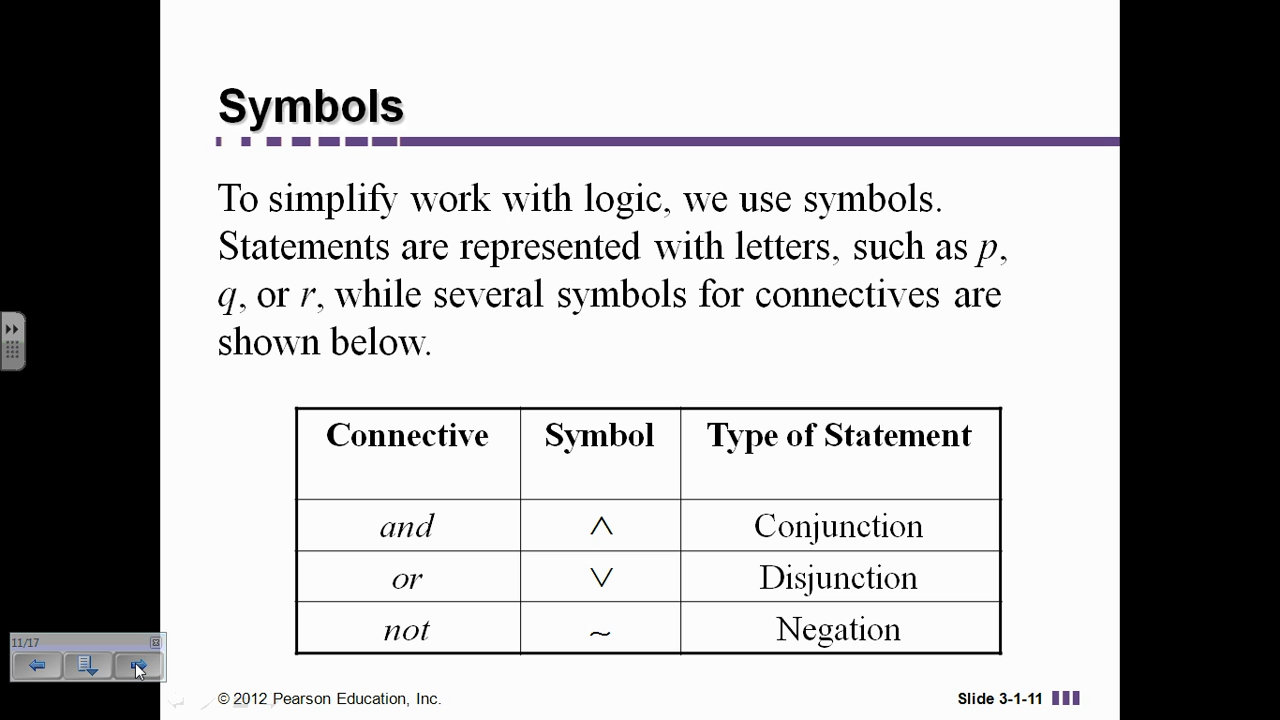 Symbols
To simplify work with logic, we use symbols.
Statements are represented with letters, such as p,
q, or r, while several symbols for connectives are
shown below.
Connective Symbol Type of Statement
and ∧ Conjunction
or ∨ Disjunction
not ~ Negation
11/17
© 2012 Pearson Education, Inc. Slide 3-1-11